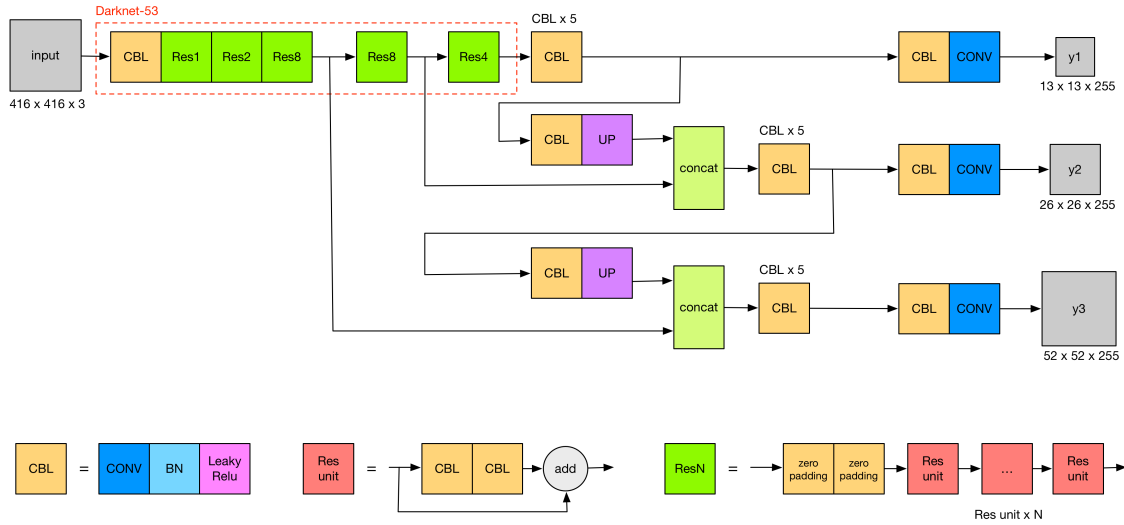 Darknet-53
CBL x 5
input
CBL Res1 Res2 Res8 Res8 Res4 CBL CBL CONV y1
416 x 416 x 3
13 x 13 x 255
CBL UP
CBL x 5
concat CBL CBL CONV y2
26 x 26 x 255
CBL UP
CBL x 5
concat CBL CBL CONV y3
52 x 52 x 255
CBL = CONV BN Leaky Relu
Res unit = CBL CBL add
ResN = zero padding zero padding Res unit ... Res unit
Res unit x N